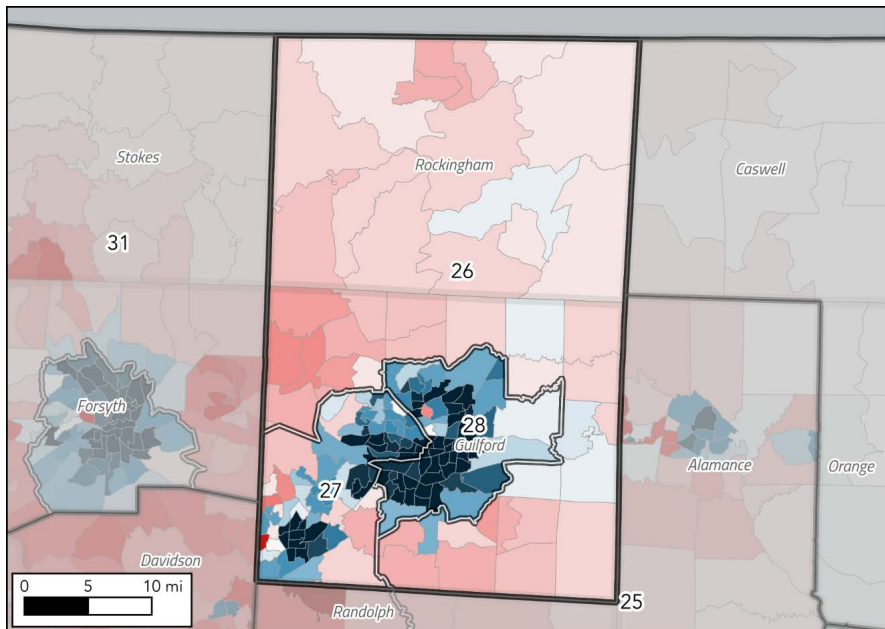 Stokes
Rockingham
Caswell
31
26
Forsyth
28
Guilford
Alamance
Orange
27
Davidson
0 5 10 mi
25
Randolph